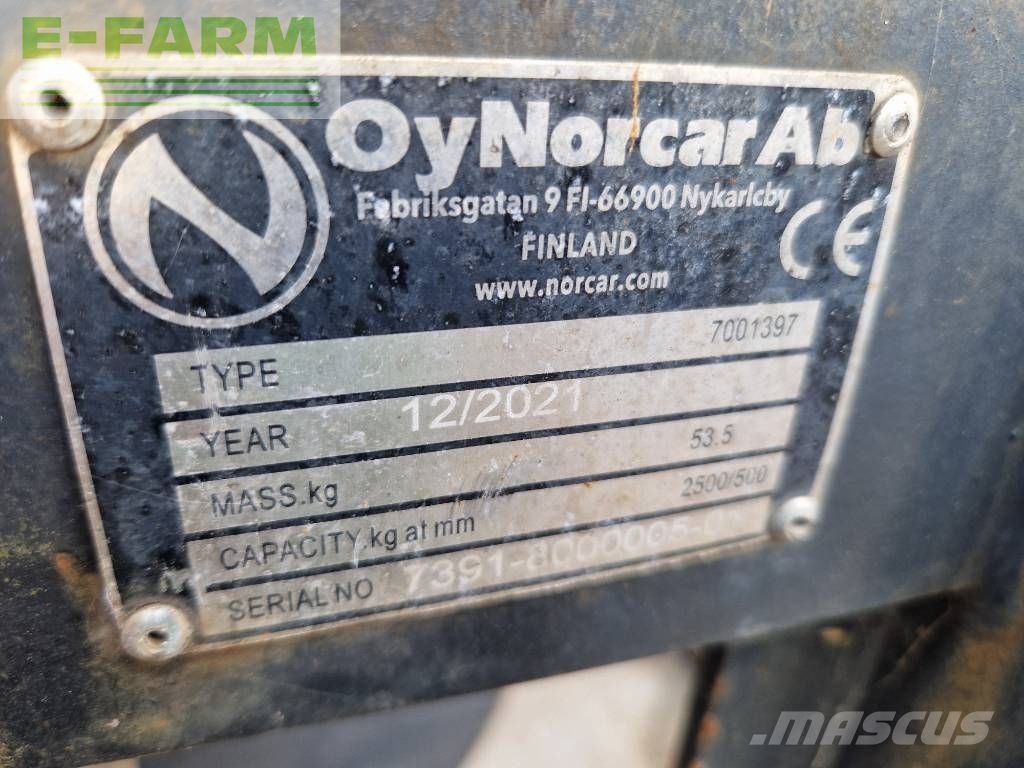 E-FARM
OyNorcarAb
Fabriksgatan 9 FI-66900 Nykarleby
FINLAND
www.norcar.com
CE
TYPE 7001397
YEAR 12/2021
MASS.kg 53.5
CAPACITY.kg at mm 2500/500
SERIAL NO
MASCUS